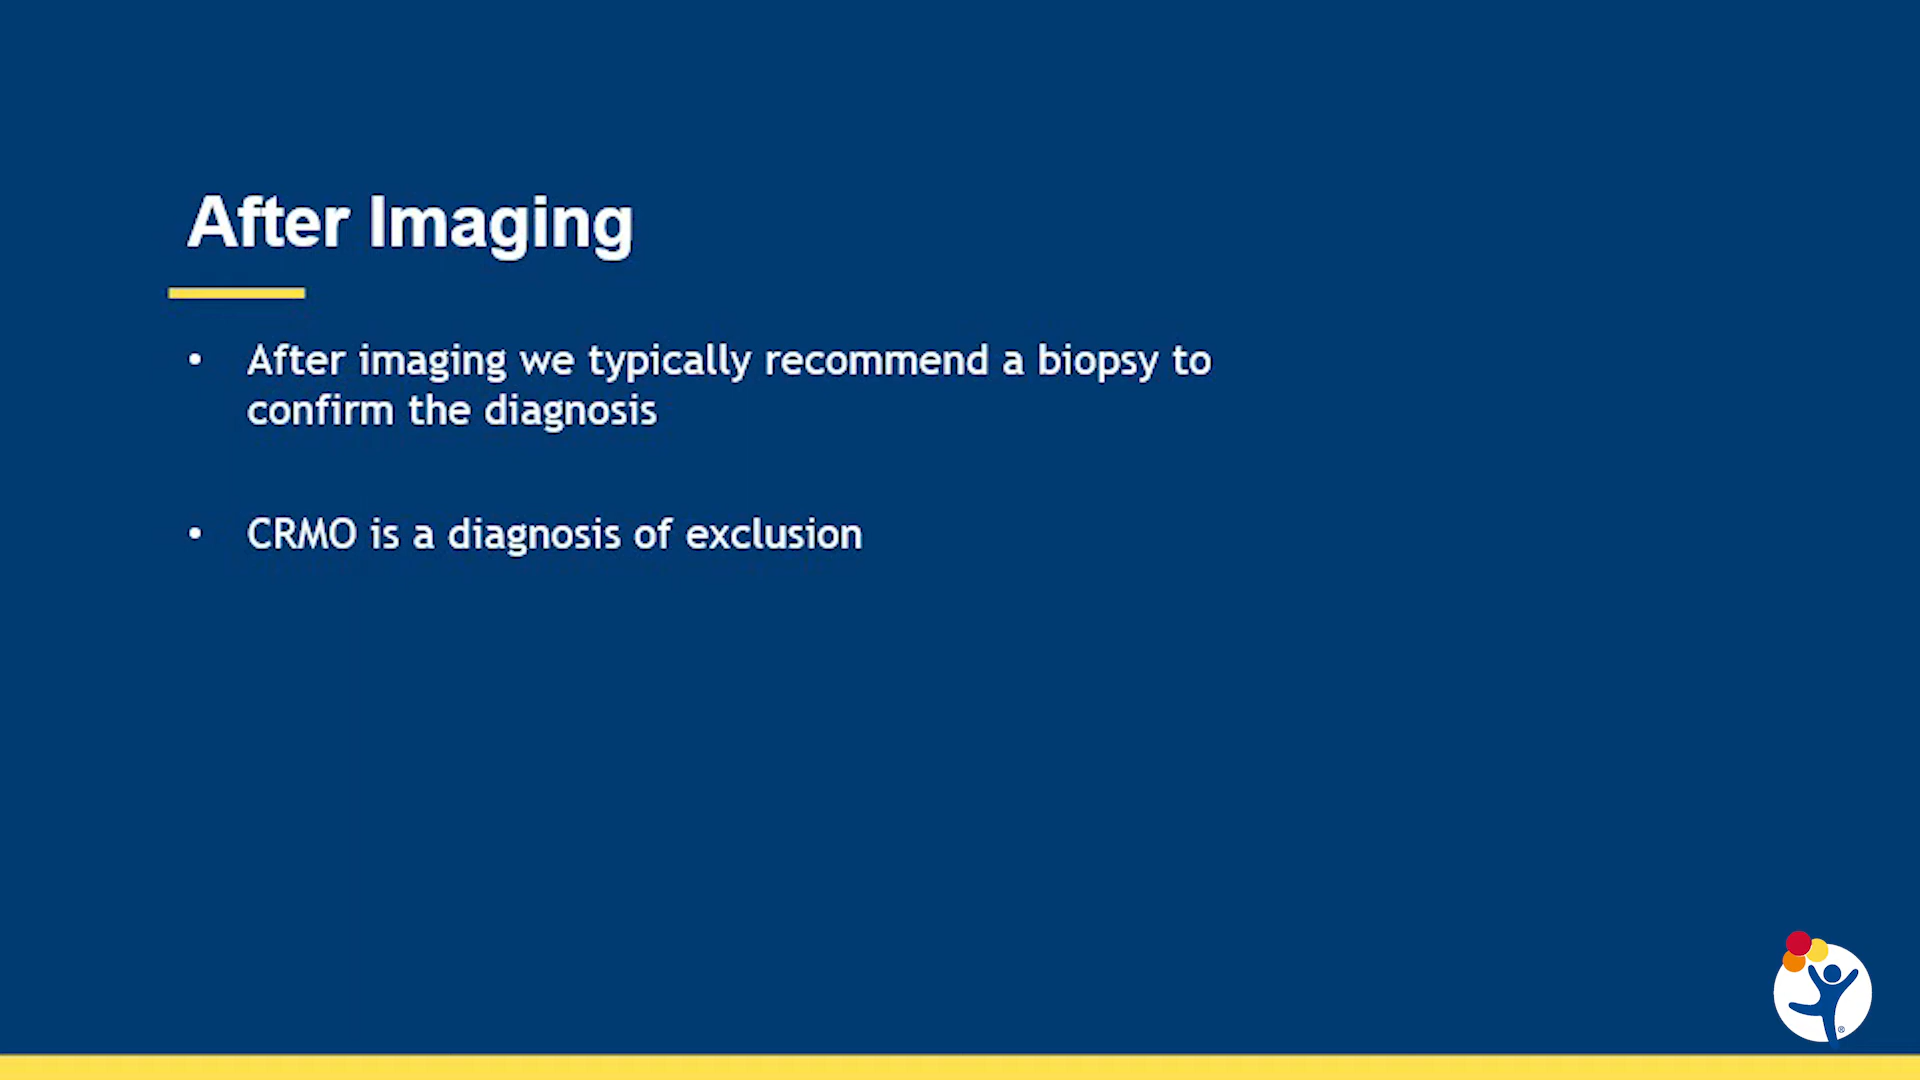 After Imaging
• After imaging we typically recommend a biopsy to
confirm the diagnosis
• CRMO is a diagnosis of exclusion
®